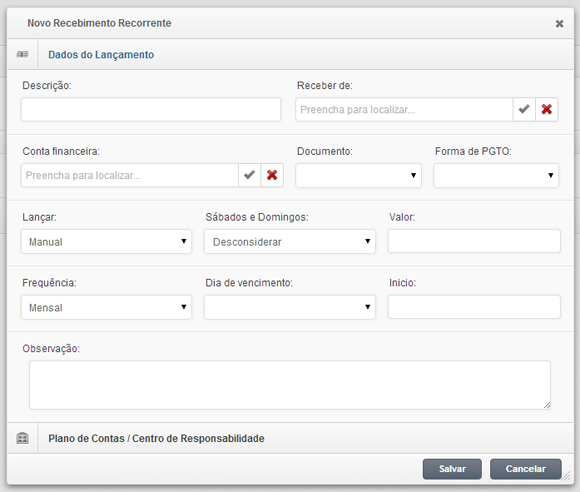 Novo Recebimento Recorrente
Dados do Lançamento
Descrição: Receber de:
Preencha para localizar...
Conta financeira: Documento: Forma de PGTO:
Preencha para localizar...
Lançar: Sábados e Domingos: Valor:
Manual Desconsiderar
Frequência: Dia de vencimento: Inicio:
Mensal
Observação:
Plano de Contas / Centro de Responsabilidade
Salvar Cancelar